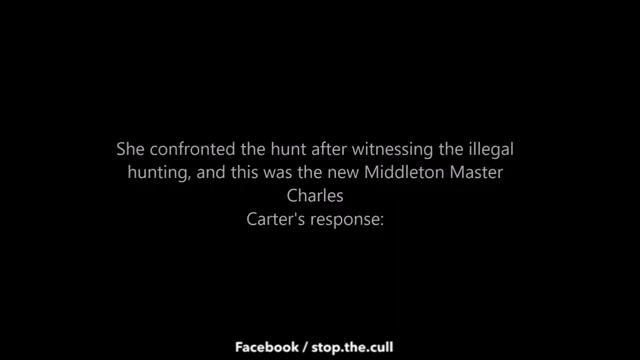 She confronted the hunt after witnessing the illegal
hunting, and this was the new Middleton Master
Charles
Carter's response:
Facebook / stop.the.cull